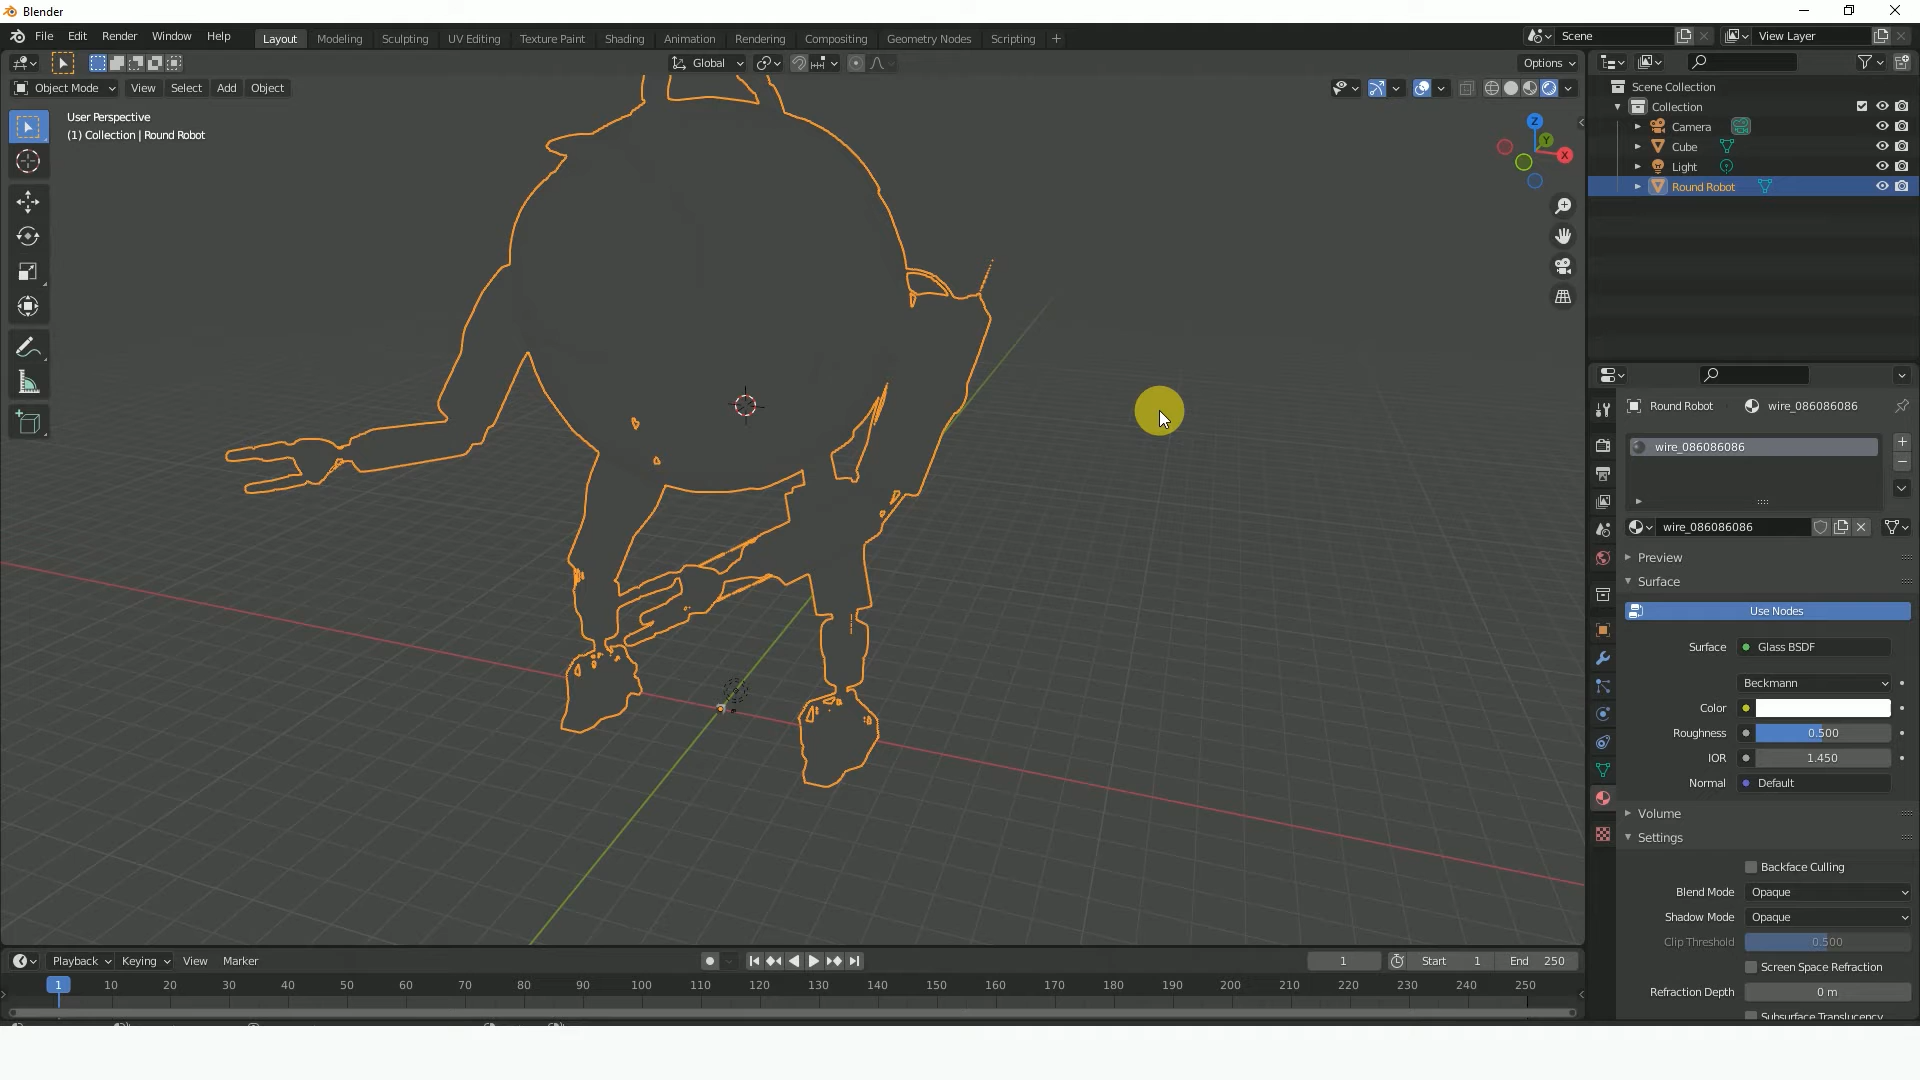 Blender
File Edit Render Window Help
Layout Modeling Sculpting UV Editing Texture Paint Shading Animation Rendering Compositing Geometry Nodes Scripting +
Scene
View Layer
Global
Options
Object Mode View Select Add Object
User Perspective
(1) Collection | Round Robot
Z
Y
X
Scene Collection
Collection
Camera
Cube
Light
Round Robot
Round Robot wire_086086086
wire_086086086
wire_086086086
Preview
Surface
Use Nodes
Surface Glass BSDF
Beckmann
Color
Roughness 0.500
IOR 1.450
Normal Default
Volume
Settings
Backface Culling
Blend Mode Opaque
Shadow Mode Opaque
Clip Threshold 0.500
Screen Space Refraction
Refraction Depth 0 m
Subsurface Translucency
Playback Keying View Marker
1 Start 1 End 250
1 10 20 30 40 50 60 70 80 90 100 110 120 130 140 150 160 170 180 190 200 210 220 230 240 250